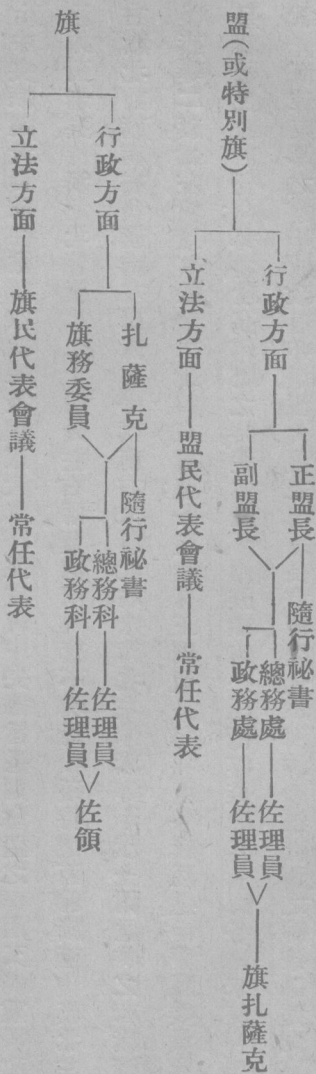 盟(或特別旗)
行政方面
正盟長
隨行祕書
副盟長
總務處
佐理員
政務處
佐理員
旗扎薩克
立法方面
盟民代表會議
常任代表
旗
行政方面
扎薩克
隨行祕書
旗務委員
總務科
佐理員
政務科
佐理員
佐領
立法方面
旗民代表會議
常任代表